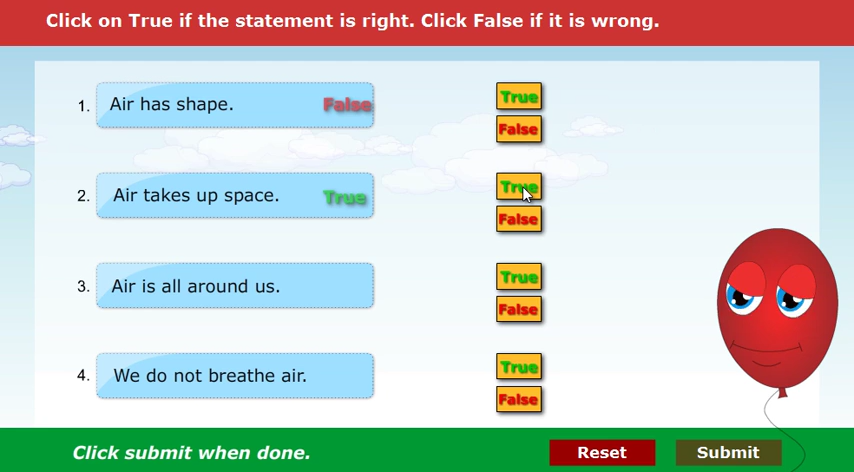 Click on True if the statement is right. Click False if it is wrong.
1. Air has shape. False
True
False
2. Air takes up space. True
True
False
3. Air is all around us.
True
False
4. We do not breathe air.
True
False
Click submit when done. Reset Submit